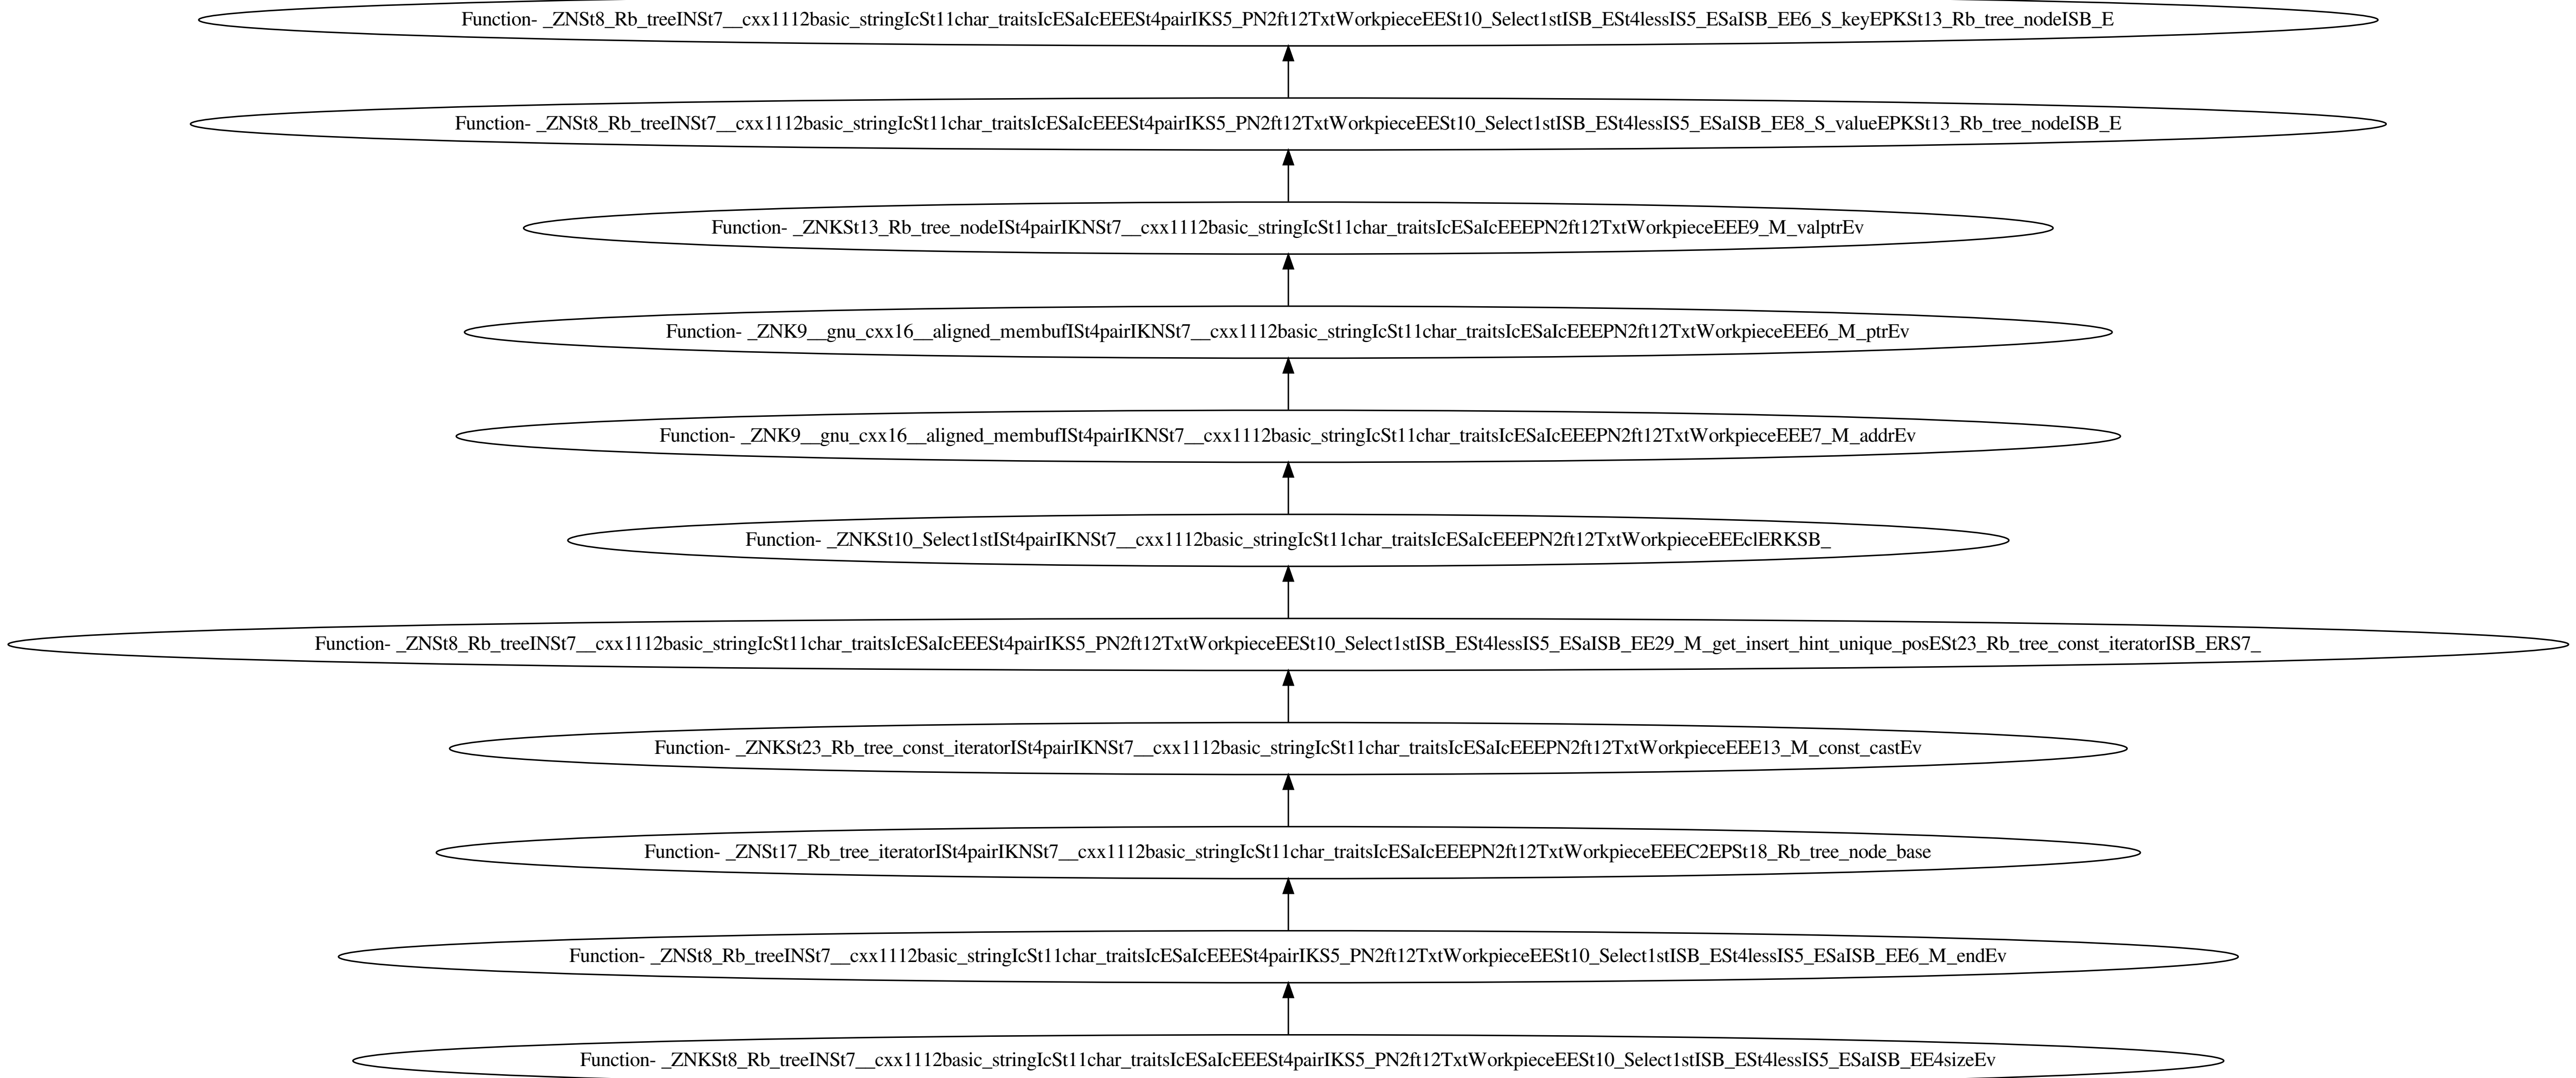 Function- _ZNSt8_Rb_treeINSt7__cxx1112basic_stringIcSt11char_traitsIcESaIcEEESt4pairIKS5_PN2ft12TxtWorkpieceEESt10_Select1stISB_ESt4lessIS5_ESaISB_EE6_S_keyEPKSt13_Rb_tree_nodeISB_E
Function- _ZNSt8_Rb_treeINSt7__cxx1112basic_stringIcSt11char_traitsIcESaIcEEESt4pairIKS5_PN2ft12TxtWorkpieceEESt10_Select1stISB_ESt4lessIS5_ESaISB_EE8_S_valueEPKSt13_Rb_tree_nodeISB_E
Function- _ZNKSt13_Rb_tree_nodeISt4pairIKNSt7__cxx1112basic_stringIcSt11char_traitsIcESaIcEEEPN2ft12TxtWorkpieceEEE9_M_valptrEv
Function- _ZNK9__gnu_cxx16__aligned_membufISt4pairIKNSt7__cxx1112basic_stringIcSt11char_traitsIcESaIcEEEPN2ft12TxtWorkpieceEEE6_M_ptrEv
Function- _ZNK9__gnu_cxx16__aligned_membufISt4pairIKNSt7__cxx1112basic_stringIcSt11char_traitsIcESaIcEEEPN2ft12TxtWorkpieceEEE7_M_addrEv
Function- _ZNKSt10_Select1stISt4pairIKNSt7__cxx1112basic_stringIcSt11char_traitsIcESaIcEEEPN2ft12TxtWorkpieceEEEclERKSB_
Function- _ZNSt8_Rb_treeINSt7__cxx1112basic_stringIcSt11char_traitsIcESaIcEEESt4pairIKS5_PN2ft12TxtWorkpieceEESt10_Select1stISB_ESt4lessIS5_ESaISB_EE29_M_get_insert_hint_unique_posESt23_Rb_tree_const_iteratorISB_ERS7_
Function- _ZNKSt23_Rb_tree_const_iteratorISt4pairIKNSt7__cxx1112basic_stringIcSt11char_traitsIcESaIcEEEPN2ft12TxtWorkpieceEEE13_M_const_castEv
Function- _ZNSt17_Rb_tree_iteratorISt4pairIKNSt7__cxx1112basic_stringIcSt11char_traitsIcESaIcEEEPN2ft12TxtWorkpieceEEEC2EPSt18_Rb_tree_node_base
Function- _ZNSt8_Rb_treeINSt7__cxx1112basic_stringIcSt11char_traitsIcESaIcEEESt4pairIKS5_PN2ft12TxtWorkpieceEESt10_Select1stISB_ESt4lessIS5_ESaISB_EE6_M_endEv
Function- _ZNKSt8_Rb_treeINSt7__cxx1112basic_stringIcSt11char_traitsIcESaIcEEESt4pairIKS5_PN2ft12TxtWorkpieceEESt10_Select1stISB_ESt4lessIS5_ESaISB_EE4sizeEv